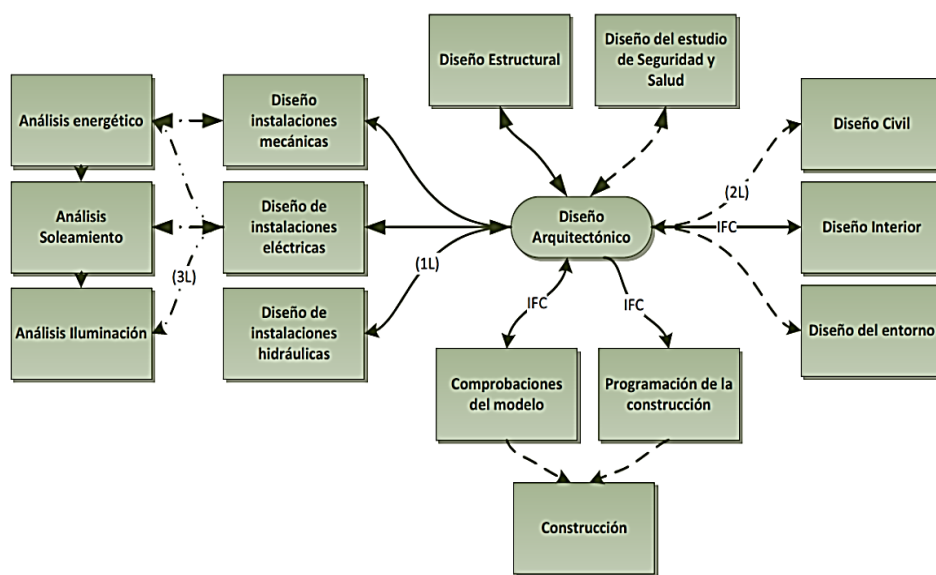 Diseño Estructural
Diseño del estudio
de Seguridad y
Salud
Análisis energético
Diseño
instalaciones
mecánicas
Diseño Civil
Análisis
Soleamiento
Diseño de
instalaciones
eléctricas
Diseño
Arquitectónico
(2L)
IFC
Diseño Interior
(3L)
(1L)
Análisis Iluminación
Diseño de
instalaciones
hidráulicas
IFC
IFC
Diseño del entorno
Comprobaciones
del modelo
Programación de la
construcción
Construcción